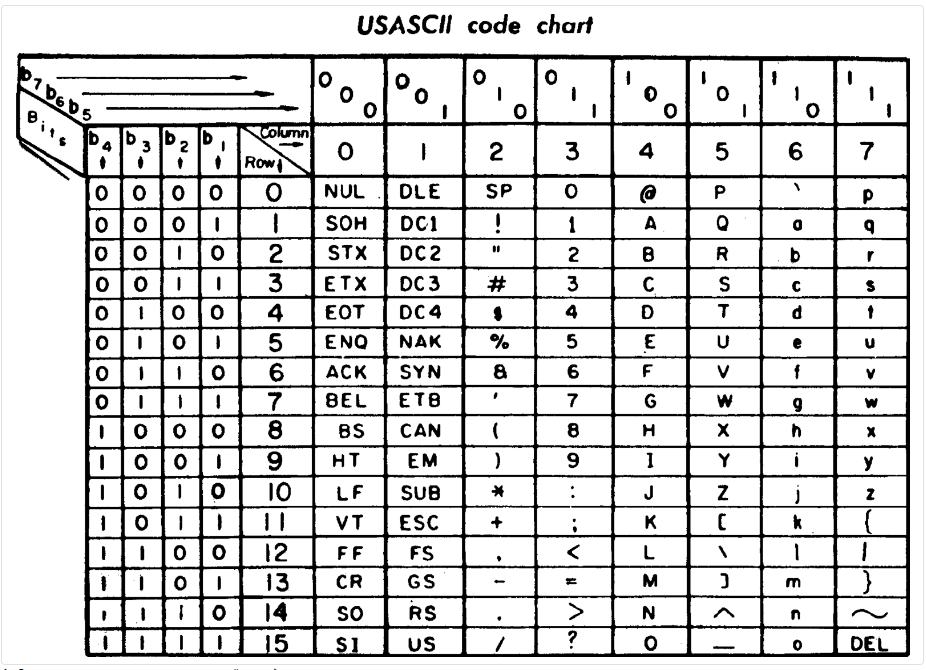 USASCII code chart
b7 b6 b5 0 0 0 0 0 1 0 1 0 0 1 1 1 0 0 1 0 1 1 1 0 1 1 1
Bits b4 b3 b2 b1 Column Row 0 1 2 3 4 5 6 7
0 0 0 0 0 NUL DLE SP 0 @ P ` p
0 0 0 1 1 SOH DC1 ! 1 A Q a q
0 0 1 0 2 STX DC2 " 2 B R b r
0 0 1 1 3 ETX DC3 # 3 C S c s
0 1 0 0 4 EOT DC4 $ 4 D T d t
0 1 0 1 5 ENQ NAK % 5 E U e u
0 1 1 0 6 ACK SYN & 6 F V f v
0 1 1 1 7 BEL ETB ' 7 G W g w
1 0 0 0 8 BS CAN ( 8 H X h x
1 0 0 1 9 HT EM ) 9 I Y i y
1 0 1 0 10 LF SUB * : J Z j z
1 0 1 1 11 VT ESC + ; K [ k {
1 1 0 0 12 FF FS , < L \ l |
1 1 0 1 13 CR GS - = M ] m }
1 1 1 0 14 SO RS . > N ^ n ~
1 1 1 1 15 SI US / ? O _ o DEL